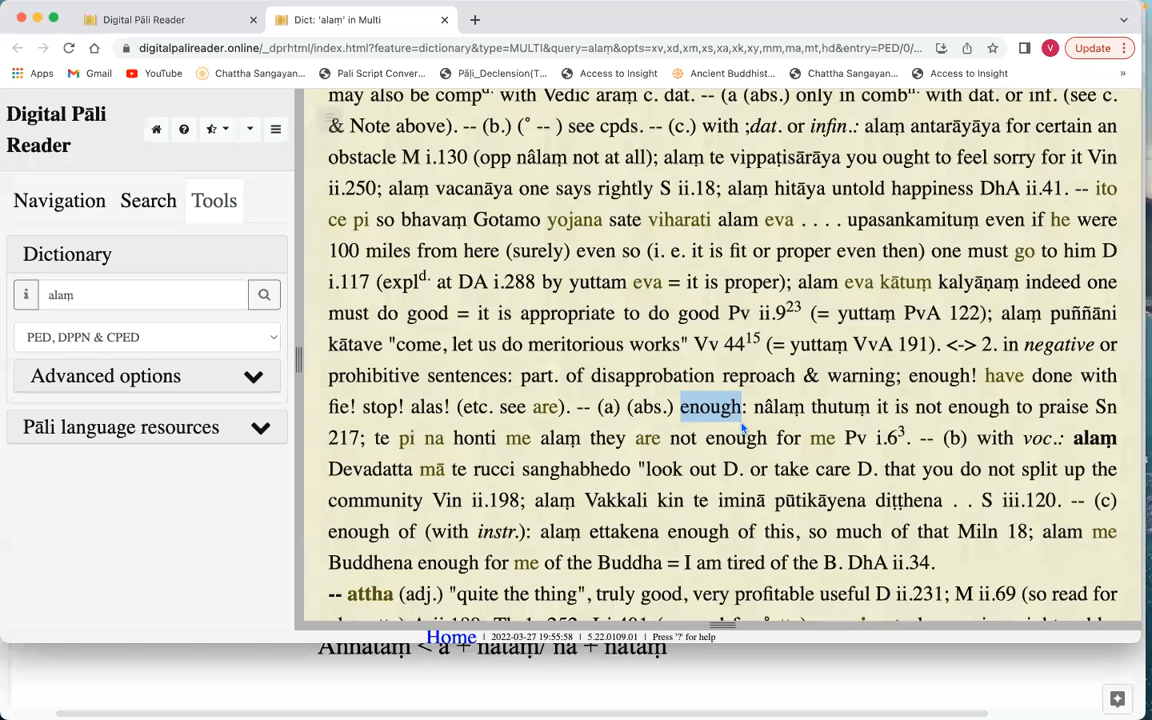 Digital Pāli Reader
Dict: 'alaṃ' in Multi
digitalpalireader.online/_dprhtml/index.html?feature=dictionary&type=MULTI&query=alaṃ&opts=xv,xd,xm,xs,xa,xk,xy,mm,ma,mt,hd&entry=PED/0/...
V
Update
Apps
Gmail
YouTube
Chattha Sangayan...
Pali Script Conver...
Pāḷi_Declension(T...
Access to Insight
Ancient Buddhist...
Chattha Sangayan...
Access to Insight
»
Digital Pāli
Reader
Navigation Search Tools
Dictionary
alaṃ
PED, DPPN & CPED
Advanced options
Pāli language resources
may also be compᵈ· with Vedic araṃ c. dat. -- (a (abs.) only in combⁿ· with dat. or inf. (see c.
& Note above). -- (b.) (˚ -- ) see cpds. -- (c.) with ;dat. or infin.: alaṃ antarāyāya for certain an
obstacle M i.130 (opp nâlaṃ not at all); alaṃ te vippaṭisārāya you ought to feel sorry for it Vin
ii.250; alaṃ vacanāya one says rightly S ii.18; alaṃ hitāya untold happiness DhA ii.41. -- ito
ce pi so bhavaṃ Gotamo yojana sate viharati alam eva . . . . upasankamituṃ even if he were
100 miles from here (surely) even so (i. e. it is fit or proper even then) one must go to him D
i.117 (explᵈ· at DA i.288 by yuttam eva = it is proper); alam eva kātuṃ kalyāṇaṃ indeed one
must do good = it is appropriate to do good Pv ii.9²³ (= yuttaṃ PvA 122); alaṃ puññāni
kātave "come, let us do meritorious works" Vv 44¹⁵ (= yuttaṃ VvA 191). <-> 2. in negative or
prohibitive sentences: part. of disapprobation reproach & warning; enough! have done with
fie! stop! alas! (etc. see are). -- (a) (abs.) enough: nâlaṃ thutuṃ it is not enough to praise Sn
217; te pi na honti me alaṃ they are not enough for me Pv i.6³. -- (b) with voc.: alaṃ
Devadatta mā te rucci sanghabhedo "look out D. or take care D. that you do not split up the
community Vin ii.198; alaṃ Vakkali kin te iminā pūtikāyena diṭṭhena . . S iii.120. -- (c)
enough of (with instr.): alaṃ ettakena enough of this, so much of that Miln 18; alam me
Buddhena enough for me of the Buddha = I am tired of the B. DhA ii.34.
-- attha (adj.) "quite the thing", truly good, very profitable useful D ii.231; M ii.69 (so read for
Home | 2022-03-27 19:55:58 | 5.22.0109.01 | Press '?' for help